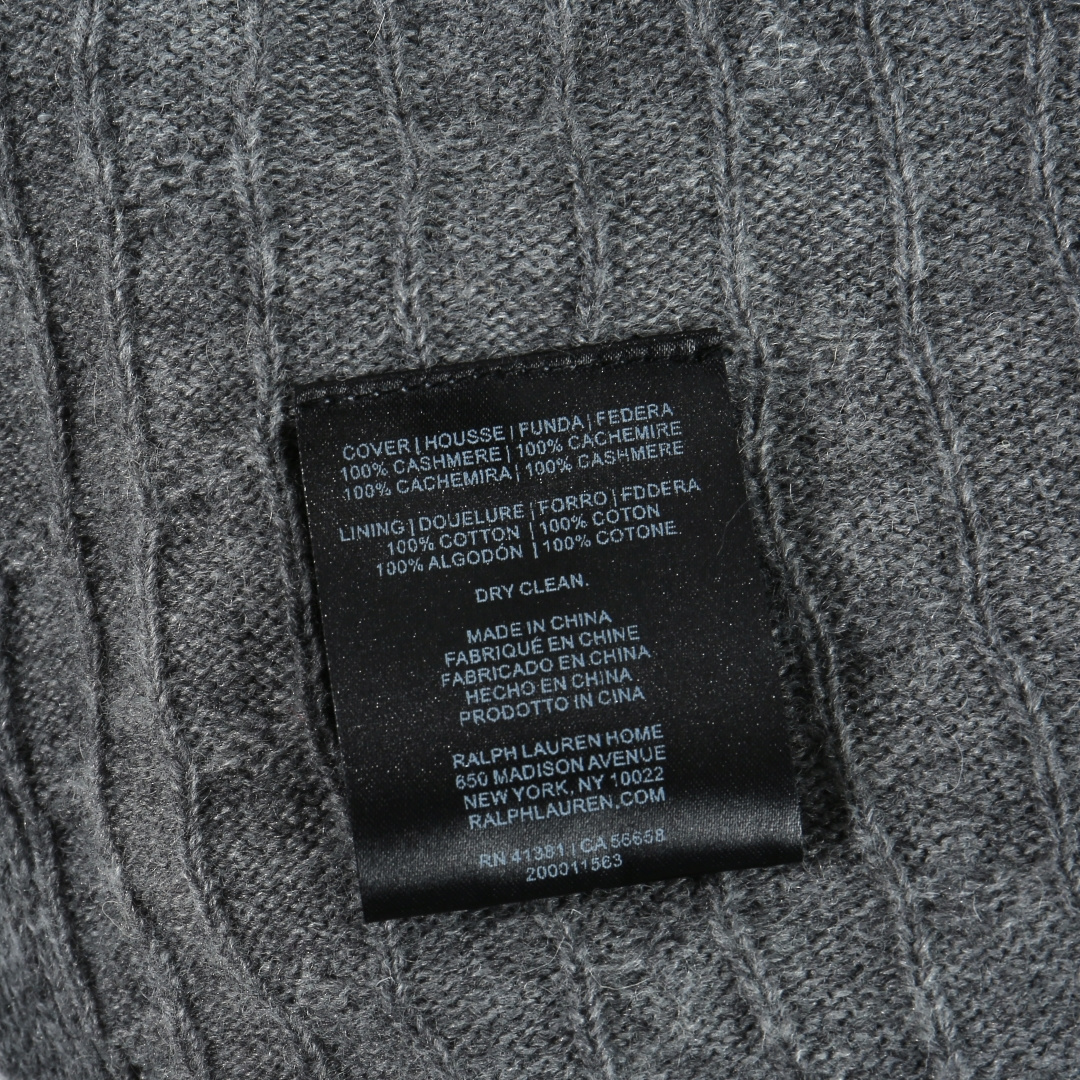 COVER | HOUSSE | FUNDA | FEDERA
100% CASHMERE | 100% CACHEMIRE
100% CACHEMIRA | 100% CASHMERE
LINING | DOUELURE | FORRO | FDDERA
100% COTTON | 100% COTON
100% ALGODÓN | 100% COTONE
DRY CLEAN.
MADE IN CHINA
FABRIQUÉ EN CHINE
FABRICADO EN CHINA
HECHO EN CHINA
PRODOTTO IN CINA
RALPH LAUREN HOME
650 MADISON AVENUE
NEW YORK, NY 10022
RALPHLAUREN.COM
RN 41381 | CA 56658
200011563